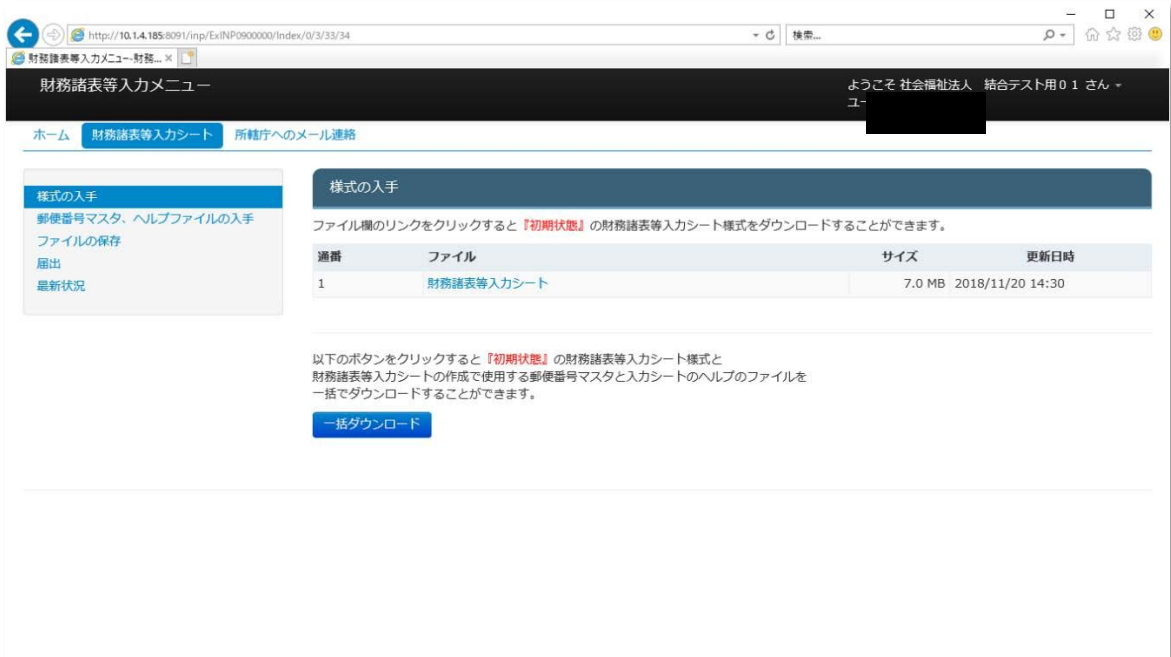 http://10.1.4.185:8091/inp/ExINP0900000/Index/0/3/33/34
検索...
財務諸表等入力メニュー-財務...
財務諸表等入力メニュー
ようこそ 社会福祉法人 結合テスト用01 さん
ユー
ホーム 財務諸表等入力シート 所轄庁へのメール連絡
様式の入手
郵便番号マスタ、ヘルプファイルの入手
ファイルの保存
届出
最新状況
様式の入手
ファイル欄のリンクをクリックすると『初期状態』の財務諸表等入力シート様式をダウンロードすることができます。
通番 ファイル サイズ 更新日時
1 財務諸表等入力シート 7.0 MB 2018/11/20 14:30
以下のボタンをクリックすると『初期状態』の財務諸表等入力シート様式と
財務諸表等入力シートの作成で使用する郵便番号マスタと入力シートのヘルプのファイルを
一括でダウンロードすることができます。
一括ダウンロード